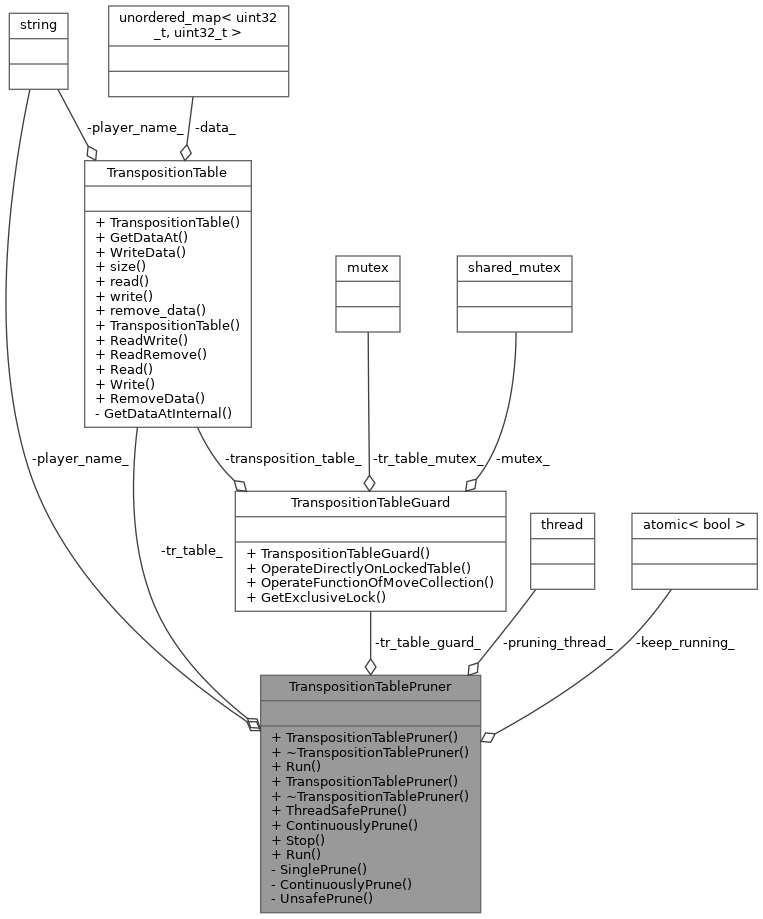 string
unordered_map< uint32
_t, uint32_t >
-player_name_
-data_
TranspositionTable
+ TranspositionTable()
+ GetDataAt()
+ WriteData()
+ size()
+ read()
+ write()
+ remove_data()
+ TranspositionTable()
+ ReadWrite()
+ ReadRemove()
+ Read()
+ Write()
+ RemoveData()
- GetDataAtInternal()
mutex
shared_mutex
-player_name_
-transposition_table_
-tr_table_mutex_
-mutex_
-tr_table_
TranspositionTableGuard
+ TranspositionTableGuard()
+ OperateDirectlyOnLockedTable()
+ OperateFunctionOfMoveCollection()
+ GetExclusiveLock()
thread
atomic< bool >
-tr_table_guard_
-pruning_thread_
-keep_running_
TranspositionTablePruner
+ TranspositionTablePruner()
+ ~TranspositionTablePruner()
+ Run()
+ TranspositionTablePruner()
+ ~TranspositionTablePruner()
+ ThreadSafePrune()
+ ContinuouslyPrune()
+ Stop()
+ Run()
- SinglePrune()
- ContinuouslyPrune()
- UnsafePrune()